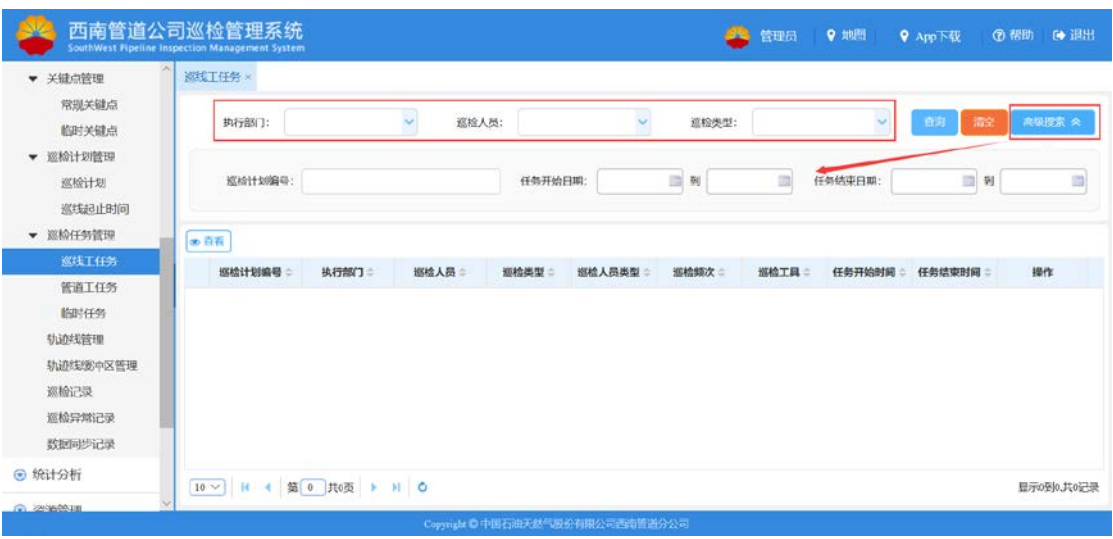 西南管道公司巡检管理系统
SouthWest Pipeline Inspection Management System
管理员 地图 App下载 帮助 退出
关键点管理
常规关键点
临时关键点
巡检计划管理
巡检计划
巡线起止时间
巡检任务管理
巡线工任务
管道工任务
临时任务
轨迹线管理
轨迹线缓冲区管理
巡检记录
巡检异常记录
数据同步记录
统计分析
资源管理
巡线工任务 ×
执行部门: 巡检人员: 巡检类型: 查询 清空 高级搜索
巡检计划编号: 任务开始日期: 到 任务结束日期: 到
查看
巡检计划编号 执行部门 巡检人员 巡检类型 巡检人员类型 巡检频次 巡检工具 任务开始时间 任务结束时间 操作
10 第 0 共0页 显示0到0,共0记录
Copyright © 中国石油天然气股份有限公司西南管道分公司